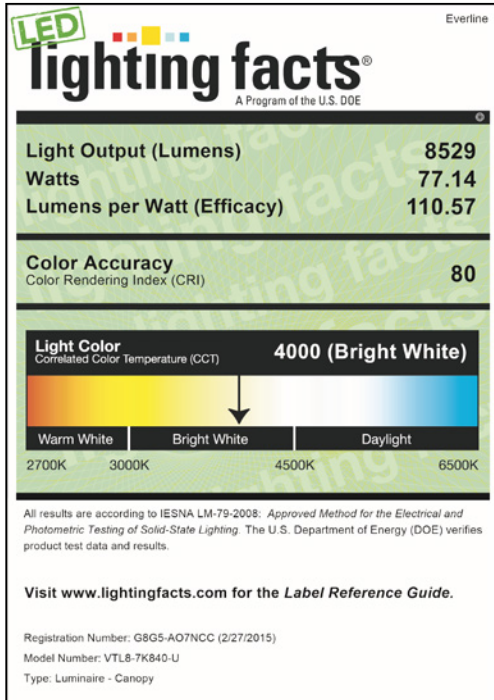 Everline
LED
lighting facts®
A Program of the U.S. DOE
Light Output (Lumens) 8529
Watts 77.14
Lumens per Watt (Efficacy) 110.57
Color Accuracy
Color Rendering Index (CRI) 80
Light Color
Correlated Color Temperature (CCT) 4000 (Bright White)
Warm White Bright White Daylight
2700K 3000K 4500K 6500K
All results are according to IESNA LM-79-2008: Approved Method for the Electrical and
Photometric Testing of Solid-State Lighting. The U.S. Department of Energy (DOE) verifies
product test data and results.
Visit www.lightingfacts.com for the Label Reference Guide.
Registration Number: G8G5-AO7NCC (2/27/2015)
Model Number: VTL8-7K840-U
Type: Luminaire - Canopy